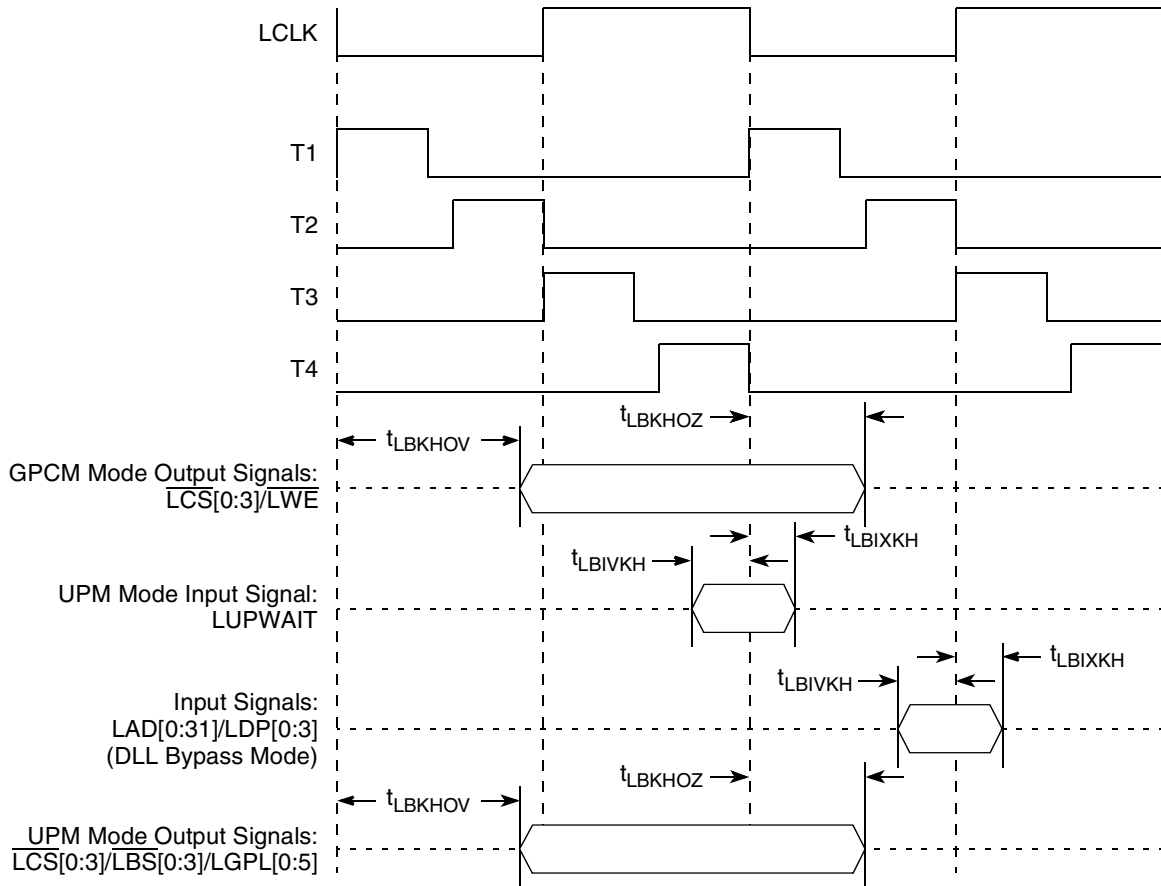 LCLK
T1
T2
T3
T4
tLBKHOZ
tLBKHOV
GPCM Mode Output Signals:
LCS[0:3]/LWE
tLBIXKH
tLBIVKH
UPM Mode Input Signal:
LUPWAIT
tLBIXKH
tLBIVKH
Input Signals:
LAD[0:31]/LDP[0:3]
(DLL Bypass Mode)
tLBKHOZ
tLBKHOV
UPM Mode Output Signals:
LCS[0:3]/LBS[0:3]/LGPL[0:5]